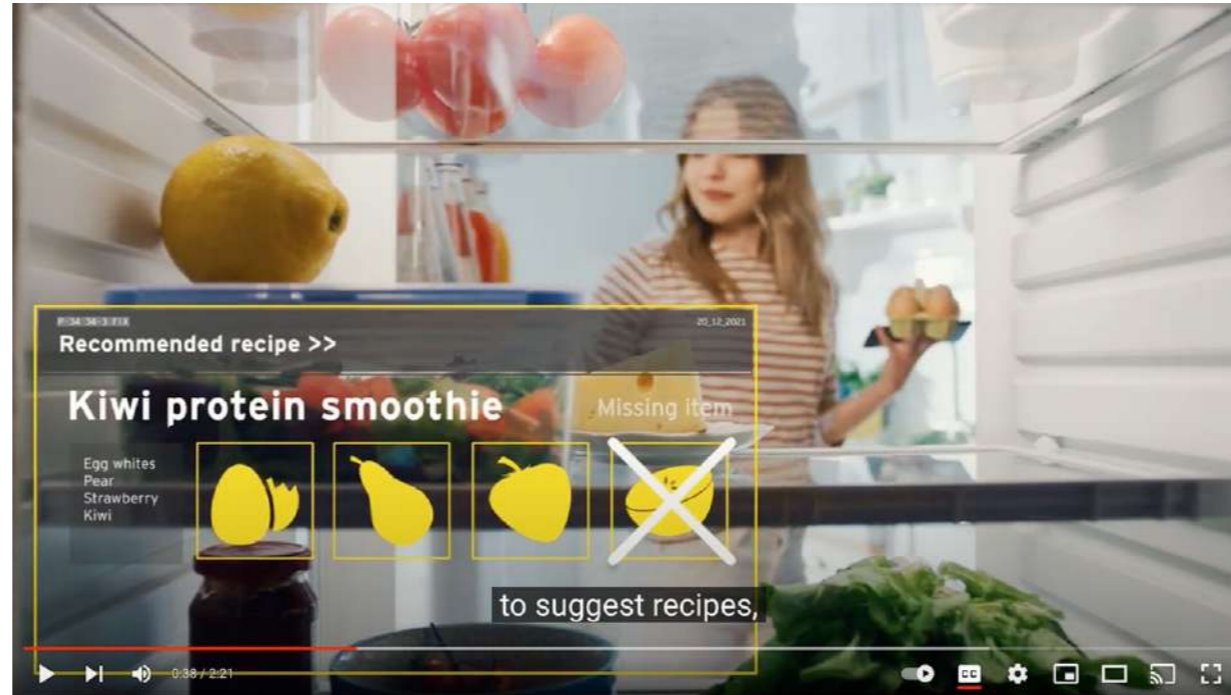 20_12_2021
Recommended recipe >>
Kiwi protein smoothie
Missing item
Egg whites
Pear
Strawberry
Kiwi
to suggest recipes,
0:38 / 2:21
CC